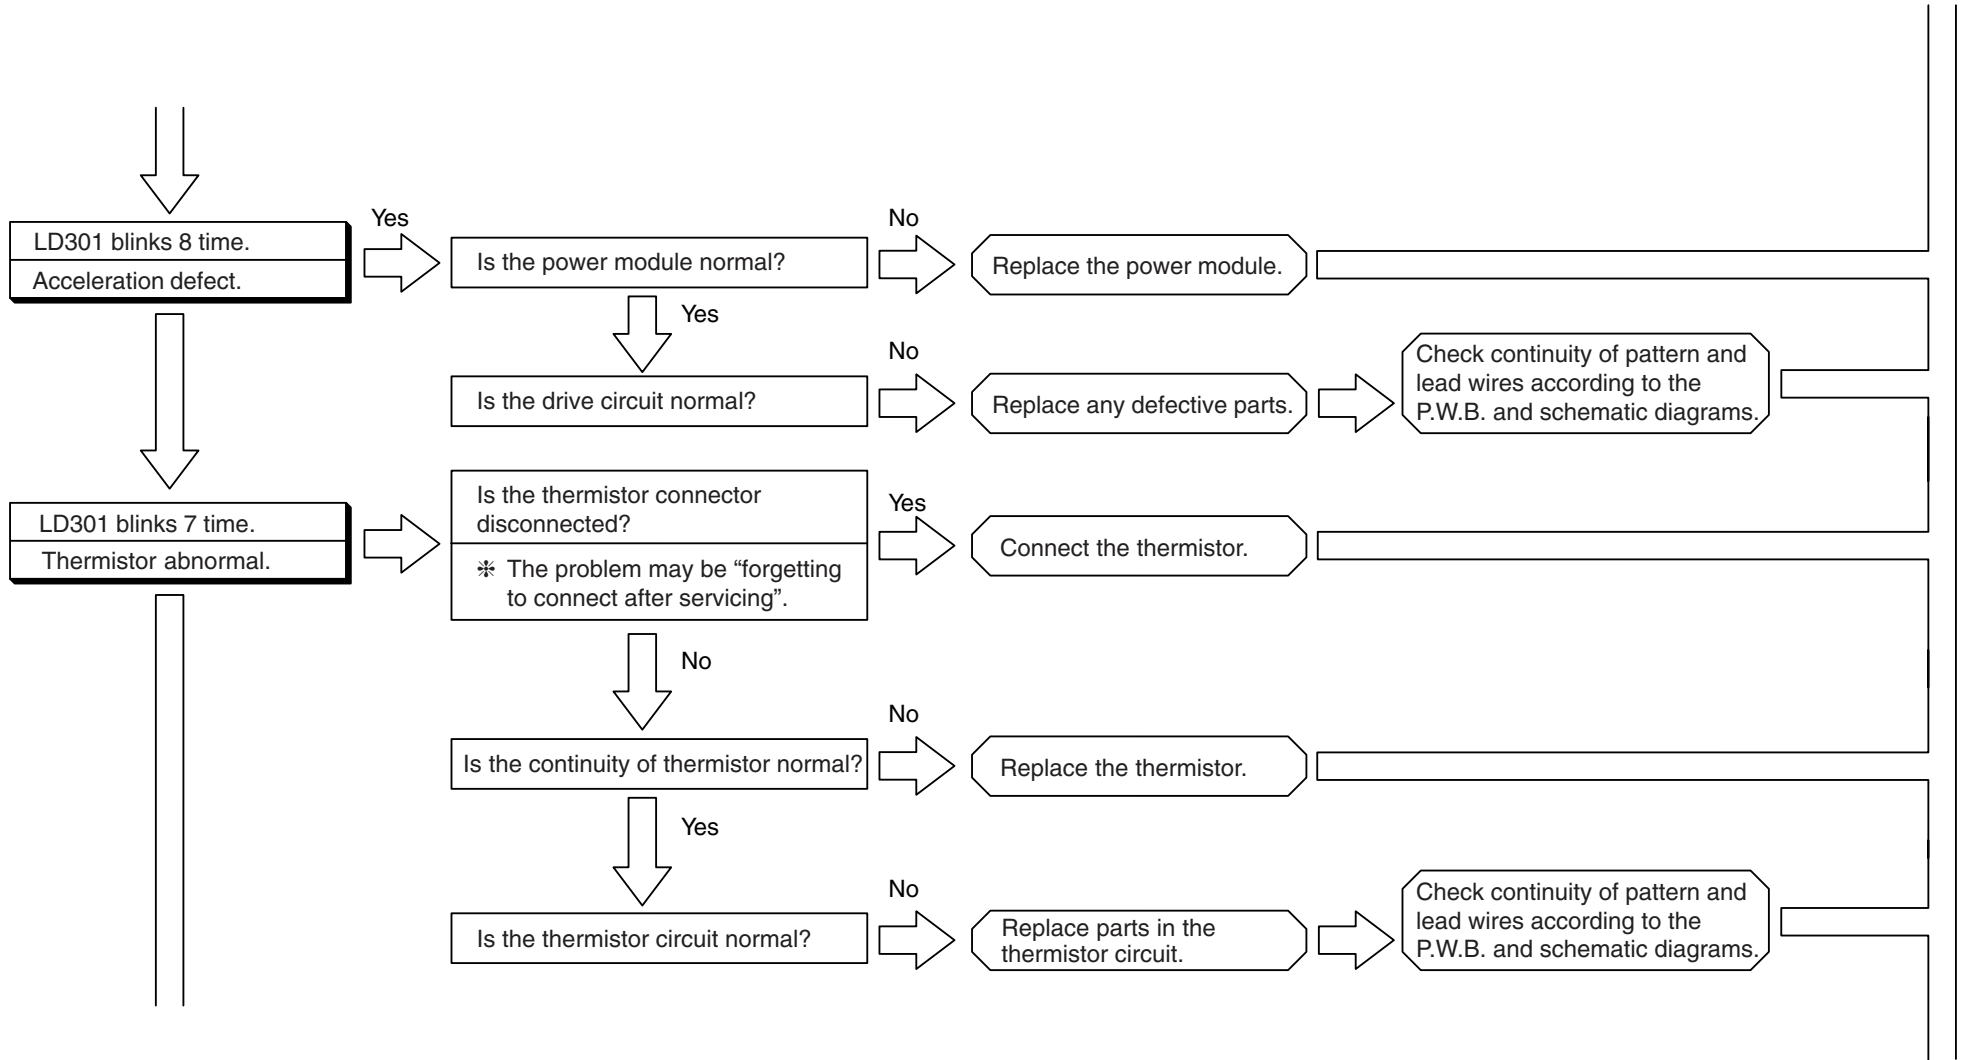 Yes
No
LD301 blinks 8 time.
Acceleration defect.
Is the power module normal?
Replace the power module.
Yes
No
Is the drive circuit normal?
Replace any defective parts.
Check continuity of pattern and
lead wires according to the
P.W.B. and schematic diagrams.
LD301 blinks 7 time.
Thermistor abnormal.
Is the thermistor connector
disconnected?
❉ The problem may be “forgetting
to connect after servicing”.
Yes
Connect the thermistor.
No
No
Is the continuity of thermistor normal?
Replace the thermistor.
Yes
No
Is the thermistor circuit normal?
Replace parts in the
thermistor circuit.
Check continuity of pattern and
lead wires according to the
P.W.B. and schematic diagrams.